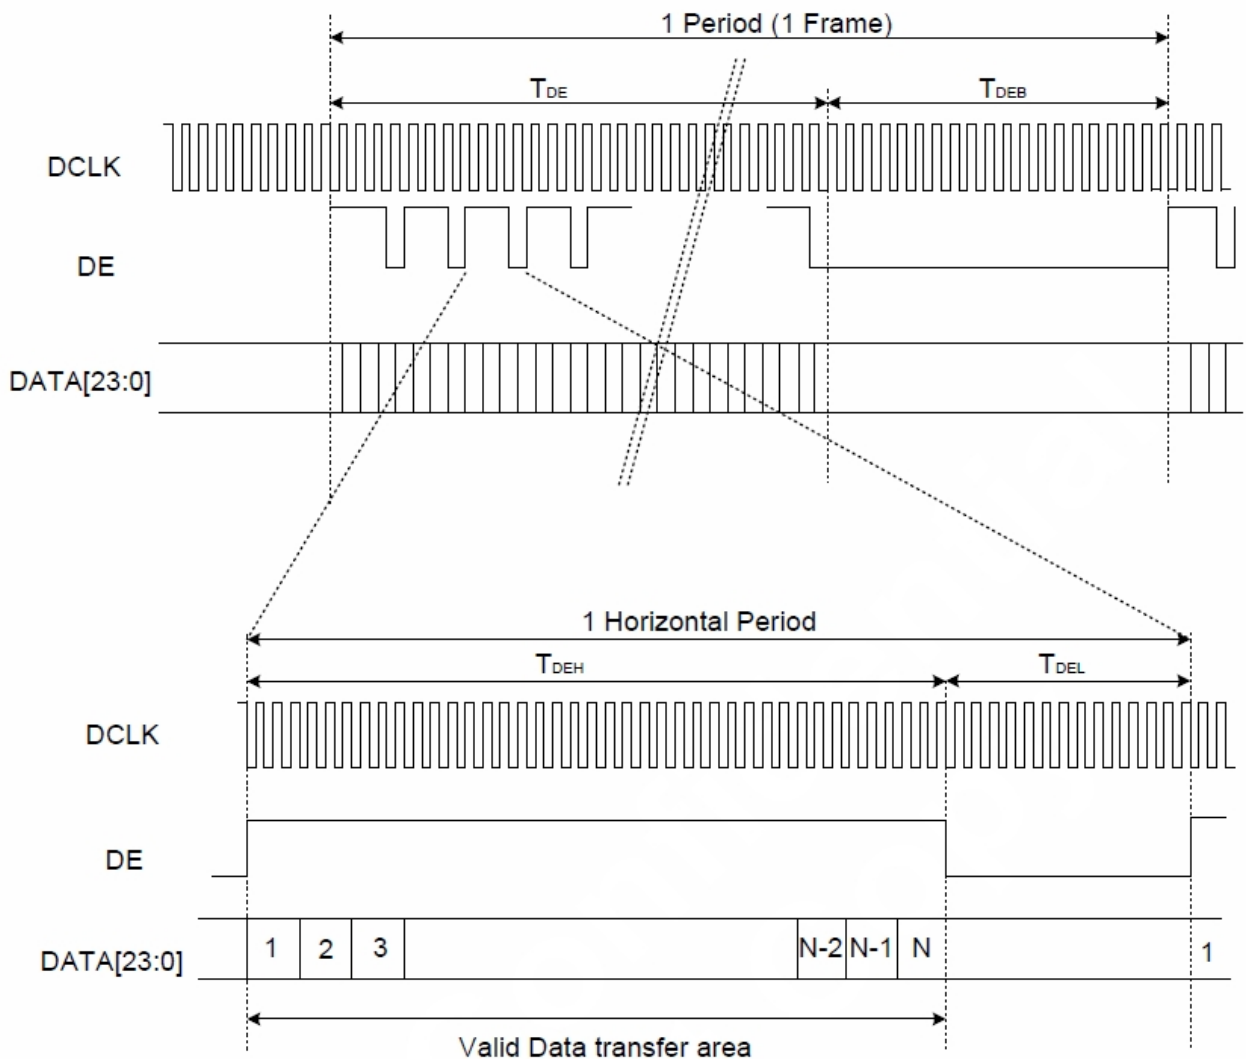 1 Period (1 Frame)
TDE
TDEB
DCLK
DE
DATA[23:0]
1 Horizontal Period
TDEH
TDEL
DCLK
DE
DATA[23:0]
1 2 3 N-2 N-1 N 1
Valid Data transfer area